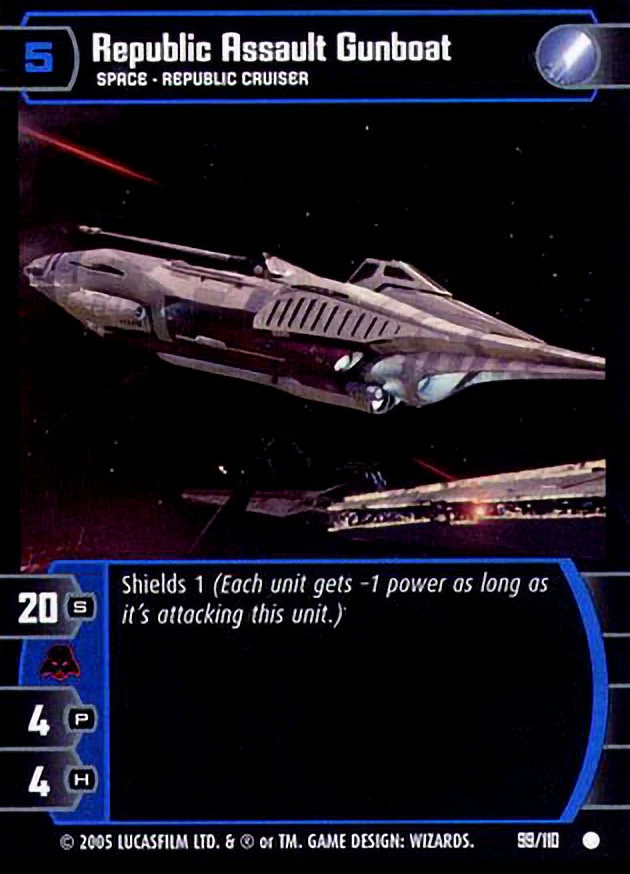 5
Republic Assault Gunboat
SPACE · REPUBLIC CRUISER
Shields 1 (Each unit gets -1 power as long as
it's attacking this unit.)
20 S
4 P
4 H
© 2005 LUCASFILM LTD. & ® or TM. GAME DESIGN: WIZARDS. 99/110